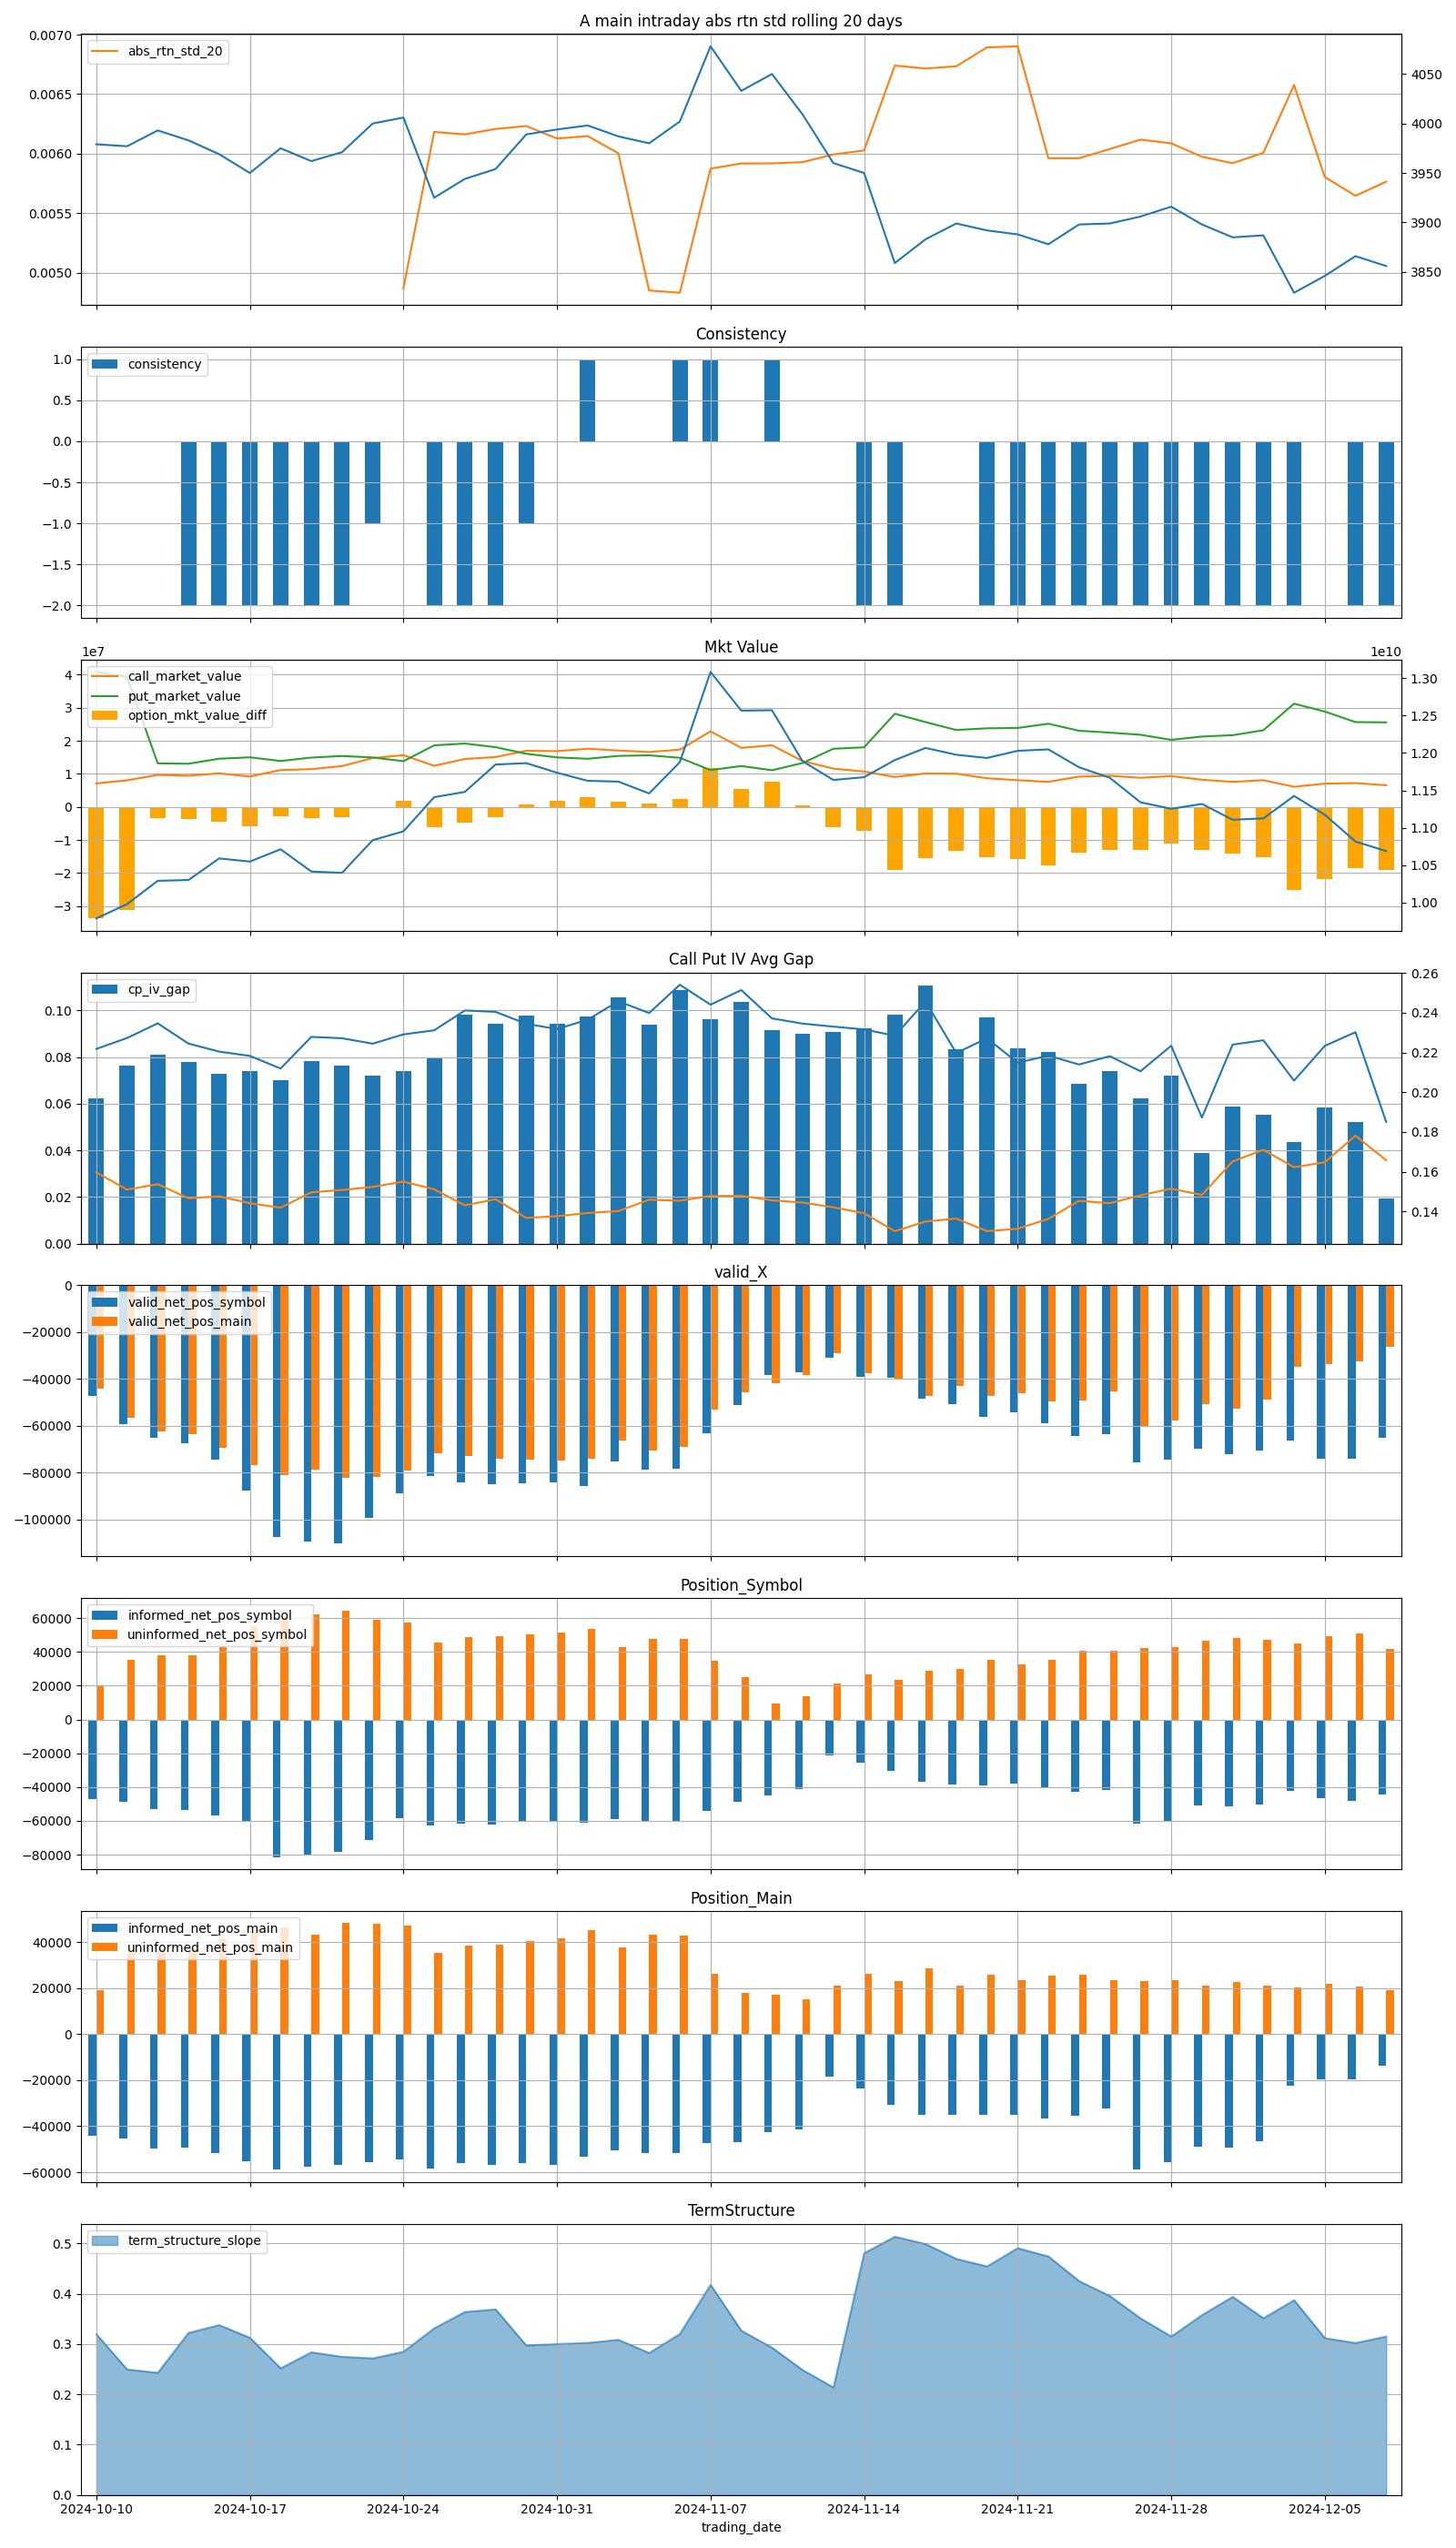 A main intraday abs rtn std rolling 20 days
abs_rtn_std_20
0.0070
0.0065
0.0060
0.0055
0.0050
4050
4000
3950
3900
3850
Consistency
consistency
1.0
0.5
0.0
−0.5
−1.0
−1.5
−2.0
Mkt Value
1e7
1e10
call_market_value
put_market_value
option_mkt_value_diff
4
3
2
1
0
−1
−2
−3
1.30
1.25
1.20
1.15
1.10
1.05
1.00
Call Put IV Avg Gap
cp_iv_gap
0.10
0.08
0.06
0.04
0.02
0.00
0.26
0.24
0.22
0.20
0.18
0.16
0.14
valid_X
valid_net_pos_symbol
valid_net_pos_main
0
−20000
−40000
−60000
−80000
−100000
Position_Symbol
informed_net_pos_symbol
uninformed_net_pos_symbol
60000
40000
20000
0
−20000
−40000
−60000
−80000
Position_Main
informed_net_pos_main
uninformed_net_pos_main
40000
20000
0
−20000
−40000
−60000
TermStructure
term_structure_slope
0.5
0.4
0.3
0.2
0.1
0.0
2024-10-10 2024-10-17 2024-10-24 2024-10-31 2024-11-07 2024-11-14 2024-11-21 2024-11-28 2024-12-05
trading_date